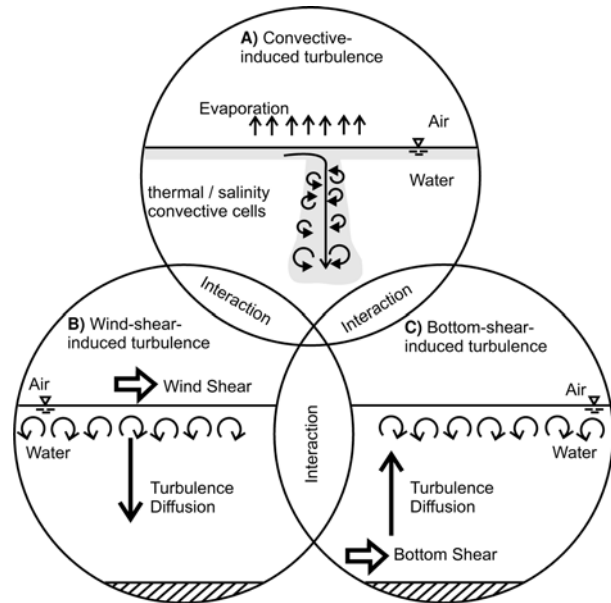 A) Convective-
induced turbulence
Evaporation
Air
Water
thermal / salinity
convective cells
Interaction
Interaction
B) Wind-shear-
induced turbulence
Air
Wind Shear
Water
Turbulence
Diffusion
Interaction
C) Bottom-shear-
induced turbulence
Air
Water
Turbulence
Diffusion
Bottom Shear